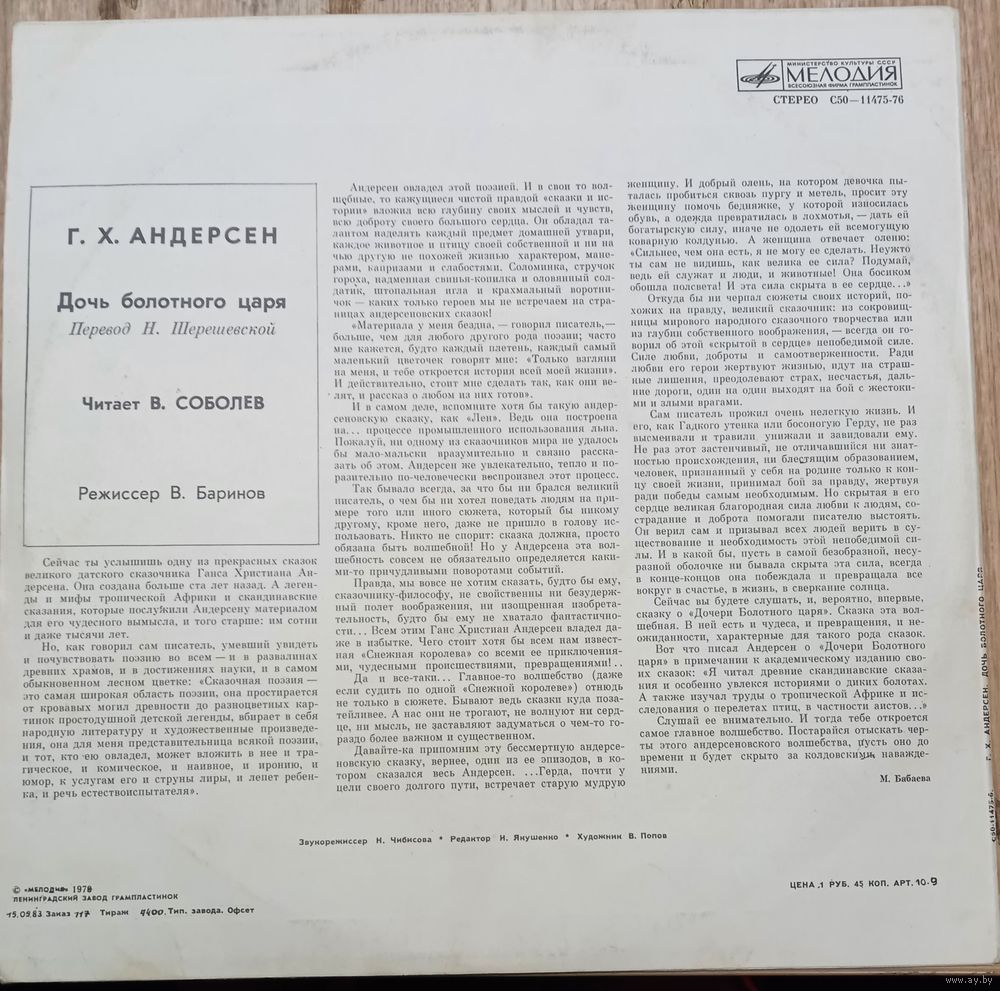 МИНИСТЕРСТВО КУЛЬТУРЫ СССР
МЕЛОДИЯ
ВСЕСОЮЗНАЯ ФИРМА ГРАМПЛАСТИНОК
СТЕРЕО С50—11475-76
Г. Х. АНДЕРСЕН
Дочь болотного царя
Перевод Н. Шерешевской
Читает В. СОБОЛЕВ
Режиссер В. Баринов
Сейчас ты услышишь одну из прекрасных сказок
великого датского сказочника Ганса Христиана Ан-
дерсена. Она создана больше ста лет назад. А леген-
ды и мифы тропической Африки и скандинавские
сказания, которые послужили Андерсену материалом
для его чудесного вымысла, и того старше: им сотни
и даже тысячи лет.
Но, как говорил сам писатель, умевший увидеть
и почувствовать поэзию во всем — и в развалинах
древних храмов, и в достижениях науки, и в самом
обыкновенном лесном цветке: «Сказочная поэзия —
это самая широкая область поэзии, она простирается
от кровавых могил древности до разноцветных кар-
тинок простодушной детской легенды, вбирает в себя
народную литературу и художественные произведе-
ния, она для меня представительница всякой поэзии,
и тот, кто ею овладел, может вложить в нее и тра-
гическое, и комическое, и наивное, и иронию, и
юмор, к услугам его и струны лиры, и лепет ребен-
ка, и речь естествоиспытателя».
Андерсен овладел этой поэзией. И в свои то вол-
шебные, то кажущиеся чистой правдой «сказки и ис-
тории» вложил всю глубину своих мыслей и чувств,
всю доброту своего большого сердца. Он обладал та-
лантом наделять каждый предмет домашней утвари,
каждое животное и птицу своей собственной и ни на
чью другую не похожей жизнью характером, мане-
рами, капризами и слабостями. Соломинка, стручок
гороха, надменная свинья-копилка и оловянный сол-
датик, штопальная игла и крахмальный воротни-
чок — каких только героев мы не встречаем на стра-
ницах андерсеновских сказок!
«Материала у меня бездна, — говорил писатель,—
больше, чем для любого другого рода поэзии; часто
мне кажется, будто каждый плетень, каждый самый
маленький цветочек говорят мне: «Только взгляни
на меня, и тебе откроется история всей моей жизни».
И действительно, стоит мне сделать так, как они ве-
лят, и рассказ о любом из них готов».
И в самом деле, вспомните хотя бы такую андер-
сеновскую сказку, как «Лен». Ведь она построена
на... процессе промышленного использования льна.
Пожалуй, ни одному из сказочников мира не удалось
бы мало-мальски вразумительно и связно расска-
зать об этом. Андерсен же увлекательно, тепло и по-
разительно по-человечески воспроизвел этот процесс.
Так бывало всегда, за что бы ни брался великий
писатель, о чем бы ни хотел поведать людям на при-
мере того или иного сюжета, который бы никому
другому, кроме него, даже не пришло в голову ис-
пользовать. Никто не спорит: сказка должна, просто
обязана быть волшебной! Но у Андерсена эта вол-
шебность совсем не обязательно определяется каки-
ми-то причудливыми поворотами событий.
Правда, мы вовсе не хотим сказать, будто бы ему,
сказочнику-философу, не свойственны ни безудерж-
ный полет воображения, ни изощренная изобрета-
тельность, будто бы ему не хватало фантастично-
сти... Всем этим Ганс Христиан Андерсен владел да-
же в избытке. Чего стоит хотя бы всем нам извест-
ная «Снежная королева» со всеми ее приключения-
ми, чудесными происшествиями, превращениями!..
Да и все-таки... Главное-то волшебство (даже
если судить по одной «Снежной королеве») отнюдь
не только в сюжете. Бывают ведь сказки куда поза-
тейливее. А нас они не трогают, не волнуют ни серд-
це, ни мысль, не заставляют задуматься о чем-то го-
раздо более важном и существенном.
Давайте-ка припомним эту бессмертную андерсе-
новскую сказку, вернее, один из ее эпизодов, в ко-
тором сказался весь Андерсен. ...Герда, почти у
цели своего долгого пути, встречает старую мудрую
женщину. И добрый олень, на котором девочка пы-
талась пробиться сквозь пургу и метель, просит эту
женщину помочь бедняжке, у которой износилась
обувь, а одежда превратилась в лохмотья, — дать ей
богатырскую силу, иначе не одолеть ей всемогущую
коварную колдунью. А женщина отвечает оленю:
«Сильнее, чем она есть, я не могу ее сделать. Неужто
ты сам не видишь, как велика ее сила? Подумай,
ведь ей служат и люди, и животные! Она босиком
обошла полсвета! И эта сила скрыта в ее сердце...»
Откуда бы ни черпал сюжеты своих историй, по-
хожих на правду, великий сказочник: из сокровищ-
ницы мирового народного сказочного творчества или
из глубин собственного воображения, — всегда он го-
ворил об этой «скрытой в сердце» непобедимой силе.
Силе любви, доброты и самоотверженности. Ради
любви его герои жертвуют жизнью, идут на страш-
ные лишения, преодолевают страх, несчастья, даль-
ние дороги, один на один выходят на бой с жестоки-
ми и злыми врагами.
Сам писатель прожил очень нелегкую жизнь. И
его, как Гадкого утенка или босоногую Герду, не раз
высмеивали и травили унижали и завидовали ему.
Не раз этот застенчивый, не отличавшийся ни знат-
ностью происхождения, ни блестящим образованием,
человек, признанный у себя на родине только к кон-
цу своей жизни, принимал бой за правду, жертвуя
ради победы самым необходимым. Но скрытая в его
сердце великая благородная сила любви к людям, со-
страдание и доброта помогали писателю выстоять.
Он верил сам и призывал всех людей верить в су-
ществование и необходимость этой непобедимой си-
лы. И в какой бы, пусть в самой безобразной, несу-
разной оболочке ни бывала скрыта эта сила, всегда
в конце-концов она побеждала и превращала все
вокруг в счастье, в жизнь, в сверкание солнца.
Сейчас вы будете слушать, и, вероятно, впервые,
сказку о «Дочери Болотного царя». Сказка эта вол-
шебная. В ней есть и чудеса, и превращения, и не-
ожиданности, характерные для такого рода сказок.
Вот что писал Андерсен о «Дочери Болотного
царя» в примечании к академическому изданию сво-
их сказок: «Я читал древние скандинавские сказа-
ния и особенно увлекся историями о диких болотах.
А также изучал труды о тропической Африке и ис-
следования о перелетах птиц, в частности аистов...»
Слушай ее внимательно. И тогда тебе откроется
самое главное волшебство. Постарайся отыскать чер-
ты этого андерсеновского волшебства, пусть оно до
времени и будет скрыто за колдовскими наважде-
ниями.
М. Бабаева
Звукорежиссер Н. Чибисова * Редактор И. Якушенко * Художник В. Попов
© «МЕЛОДИЯ» 1979
ЛЕНИНГРАДСКИЙ ЗАВОД ГРАМПЛАСТИНОК
15.09.83 Заказ 717 Тираж 4400. Тип. завода. Офсет
ЦЕНА 1 РУБ. 45 КОП. АРТ. 10-9
С50-11475-6. Г. Х. АНДЕРСЕН. ДОЧЬ БОЛОТНОГО ЦАРЯ
www.ay.by